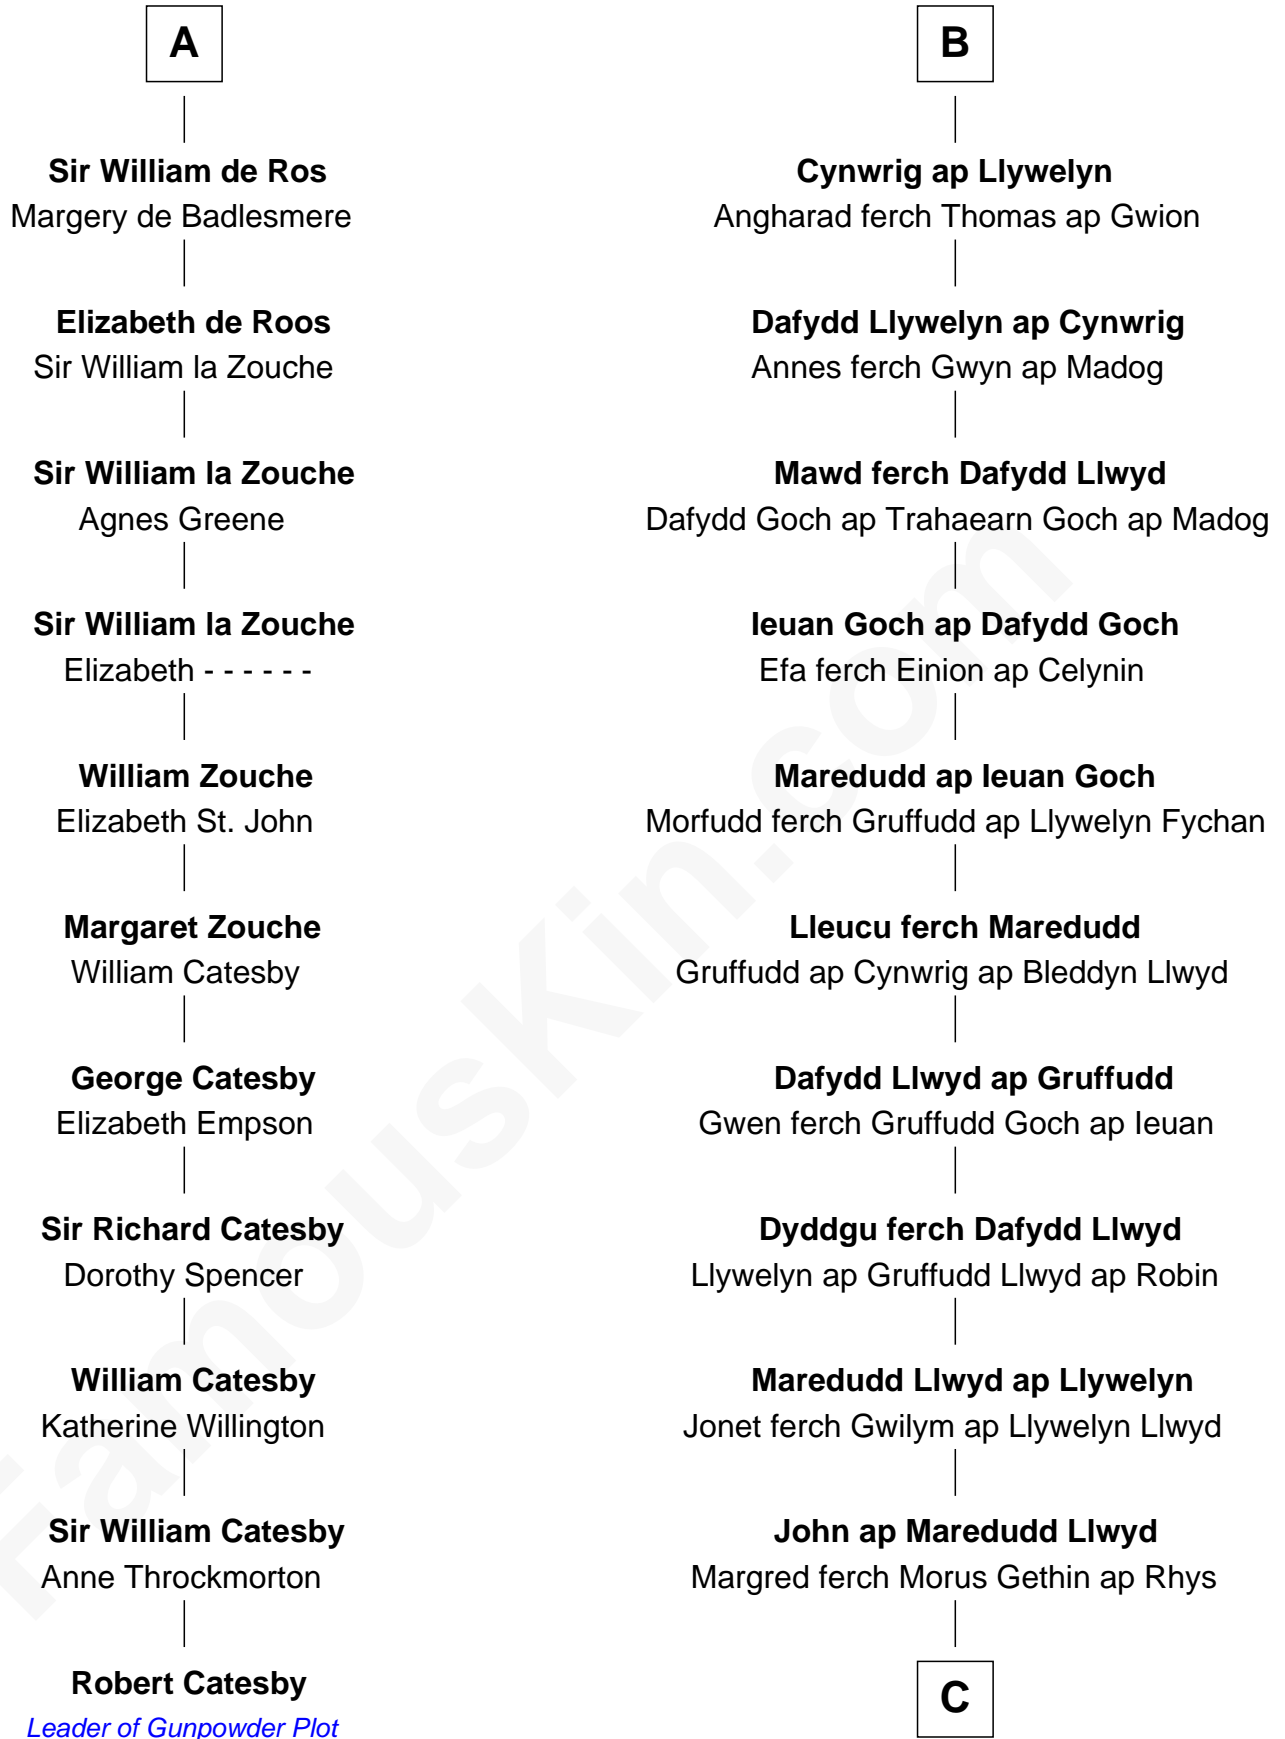 A
Sir William de Ros
Margery de Badlesmere
Elizabeth de Roos
Sir William la Zouche
Sir William la Zouche
Agnes Greene
Sir William la Zouche
Elizabeth - - - - - -
William Zouche
Elizabeth St. John
Margaret Zouche
William Catesby
George Catesby
Elizabeth Empson
Sir Richard Catesby
Dorothy Spencer
William Catesby
Katherine Willington
Sir William Catesby
Anne Throckmorton
Robert Catesby
Leader of Gunpowder Plot
B
Cynwrig ap Llywelyn
Angharad ferch Thomas ap Gwion
Dafydd Llywelyn ap Cynwrig
Annes ferch Gwyn ap Madog
Mawd ferch Dafydd Llwyd
Dafydd Goch ap Trahaearn Goch ap Madog
Ieuan Goch ap Dafydd Goch
Efa ferch Einion ap Celynin
Maredudd ap Ieuan Goch
Morfudd ferch Gruffudd ap Llywelyn Fychan
Lleucu ferch Maredudd
Gruffudd ap Cynwrig ap Bleddyn Llwyd
Dafydd Llwyd ap Gruffudd
Gwen ferch Gruffudd Goch ap Ieuan
Dyddgu ferch Dafydd Llwyd
Llywelyn ap Gruffudd Llwyd ap Robin
Maredudd Llwyd ap Llywelyn
Jonet ferch Gwilym ap Llywelyn Llwyd
John ap Maredudd Llwyd
Margred ferch Morus Gethin ap Rhys
C
FamousKin.com